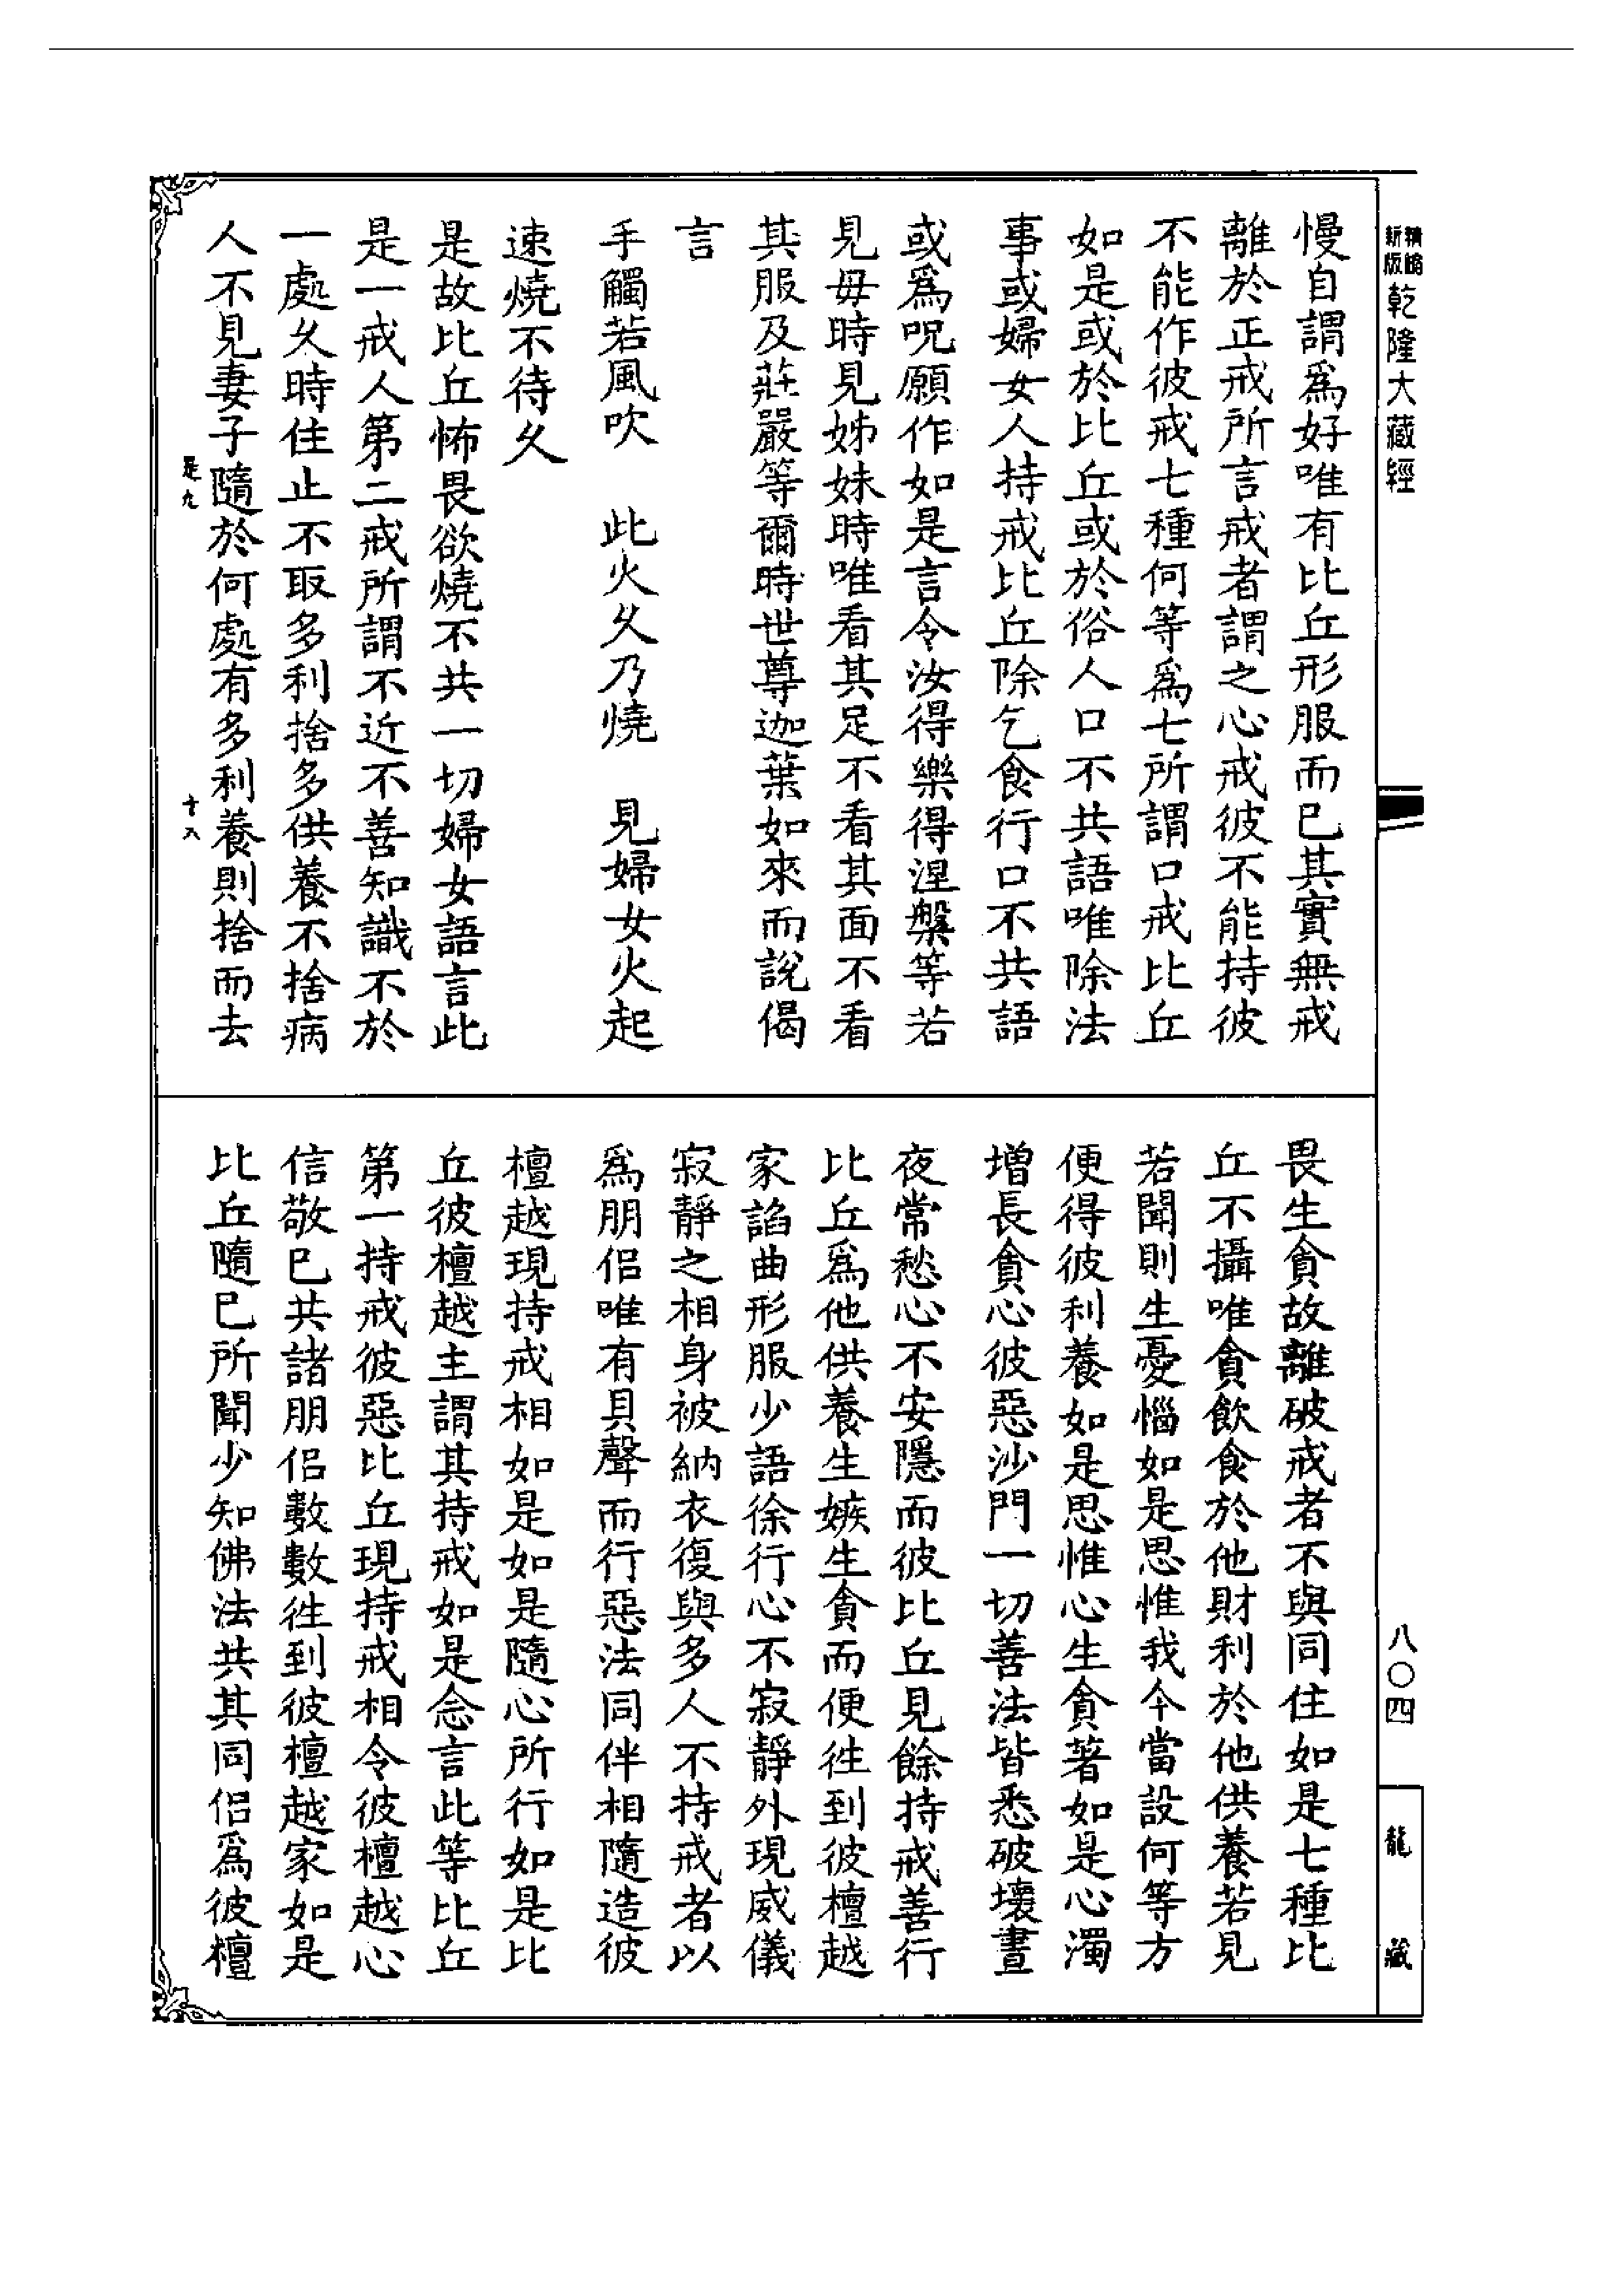 精縮新版乾隆大藏經
慢自謂爲好唯有比丘形服而已其實無戒
離於正戒所言戒者謂之心戒彼不能持彼
不能作彼戒七種何等爲七所謂口戒比丘
如是或於比丘或於俗人口不共語唯除法
事或婦女人持戒比丘除乞食行口不共語
或爲呪願作如是言令汝得樂得涅槃等若
見母時見姊妹時唯看其足不看其面不看
其服及莊嚴等爾時世尊迦葉如來而說偈
言
手觸若風吹　此火久乃燒　見婦女火起
速燒不待久
是故比丘怖畏欲燒不共一切婦女語言此
是一戒人第二戒所謂不近不善知識不於
一處久時住止不取多利捨多供養不捨病
人不見妻子隨於何處有多利養則捨而去
是九　十八
畏生貪故離破戒者不與同住如是七種比
丘不攝唯貪飲食於他財利於他供養若見
若聞則生憂惱如是思惟我今當設何等方
便得彼利養如是思惟心生貪著如是心濁
增長貪心彼惡沙門一切善法皆悉破壞晝
夜常愁心不安隱而彼比丘見餘持戒善行
比丘爲他供養生嫉生貪而便往到彼檀越
家諂曲形服少語徐行心不寂靜外現威儀
寂靜之相身被納衣復與多人不持戒者以
爲朋侶唯有貝聲而行惡法同伴相隨造彼
檀越現持戒相如是如是隨心所行如是比
丘彼檀越主謂其持戒如是念言此等比丘
第一持戒彼惡比丘現持戒相令彼檀越心
信敬已共諸朋侶數數往到彼檀越家如是
比丘隨已所聞少知佛法共其同侶爲彼檀
八〇四
龍藏